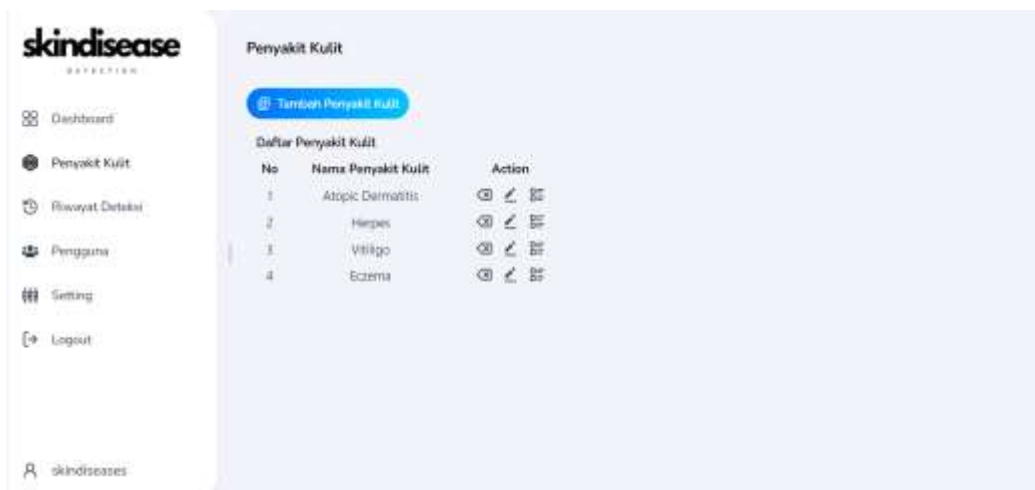 skindisease
DETECTION
Dashboard
Penyakit Kulit
Riwayat Deteksi
Pengguna
Setting
Logout
skindiseases
Penyakit Kulit
Tambah Penyakit Kulit
Daftar Penyakit Kulit
No Nama Penyakit Kulit Action
1 Atopic Dermatitis
2 Herpes
3 Vitiligo
4 Eczema